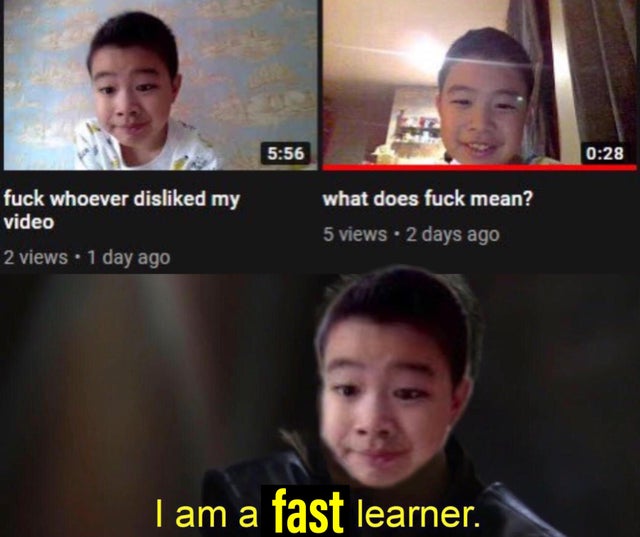 5:56
0:28
fuck whoever disliked my
video
2 views • 1 day ago
what does fuck mean?
5 views • 2 days ago
I am a fast learner.